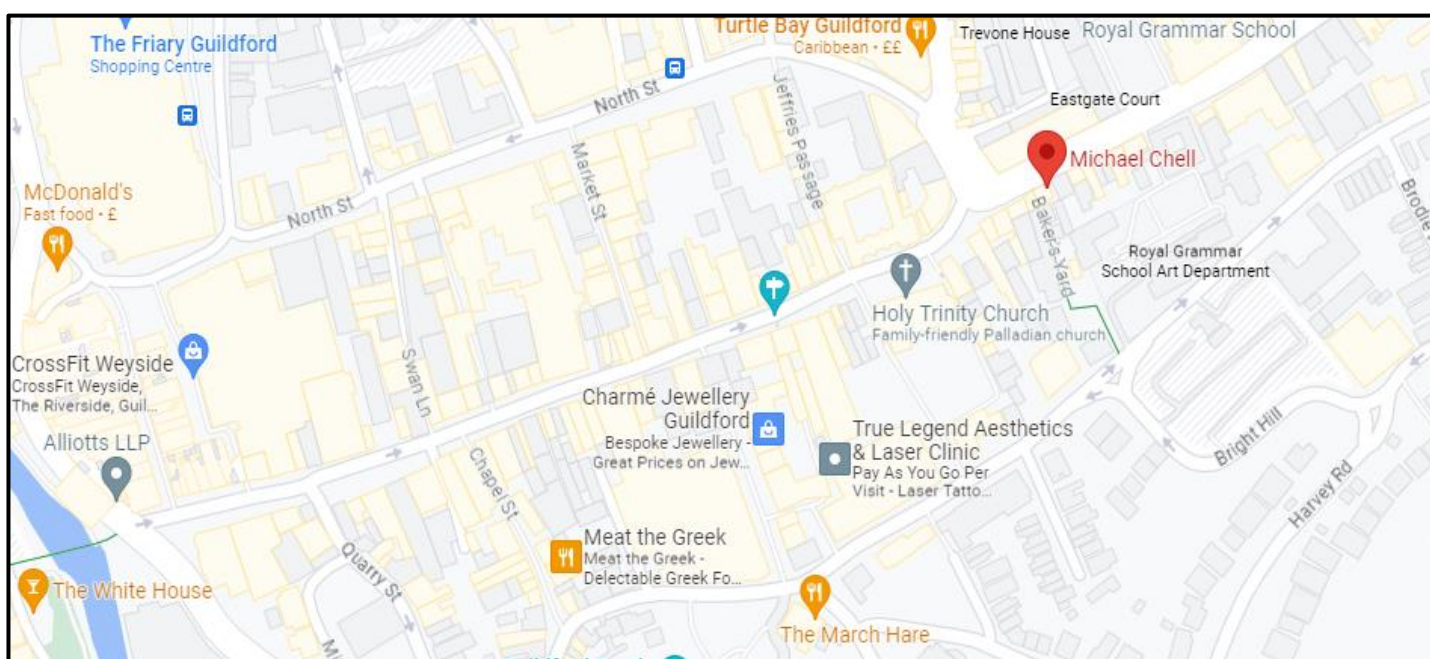 The Friary Guildford
Shopping Centre
Turtle Bay Guildford
Caribbean • ££
Trevone House
Royal Grammar School
North St
Jeffries Passage
Eastgate Court
Michael Chell
Market St
McDonald's
Fast food • £
North St
Baker's Yard
Royal Grammar
School Art Department
Holy Trinity Church
Family-friendly Palladian church
CrossFit Weyside
CrossFit Weyside,
The Riverside, Guil...
Swan Ln
Charmé Jewellery
Guildford
Bespoke Jewellery -
Great Prices on Jew...
True Legend Aesthetics
& Laser Clinic
Pay As You Go Per
Visit - Laser Tatto...
Alliotts LLP
Chapel St
Bright Hill
Harvey Rd
Meat the Greek
Meat the Greek -
Delectable Greek Fo...
Quarry St
The White House
The March Hare